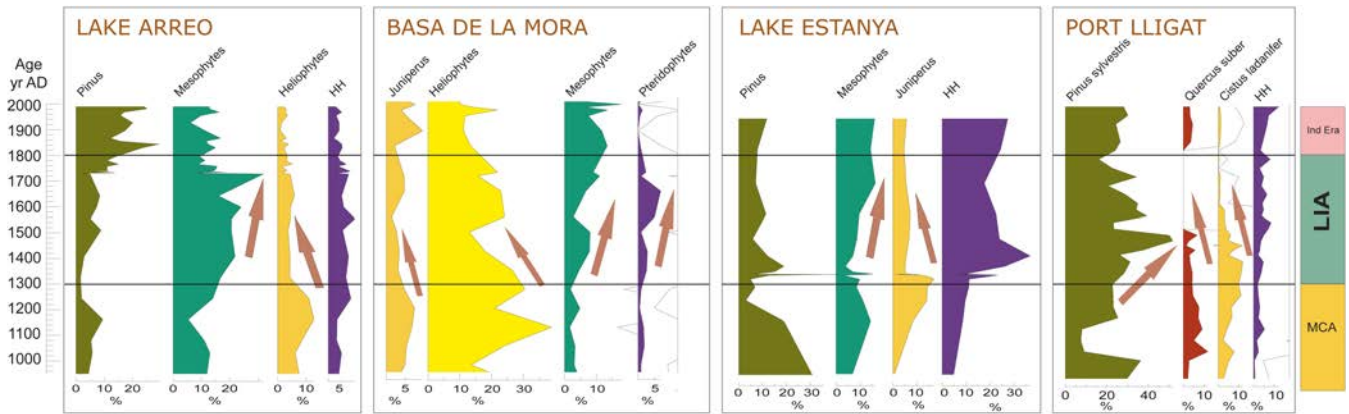 LAKE ARREO
BASA DE LA MORA
LAKE ESTANYA
PORT LLIGAT
Age
yr AD
Pinus
Mesophytes
Heliophytes
HH
Juniperus
Heliophytes
Mesophytes
Pteridophytes
Pinus
Mesophytes
Juniperus
HH
Pinus sylvestris
Quercus suber
Cistus ladanifer
HH
2000
1900
1800
1700
1600
1500
1400
1300
1200
1100
1000
Ind Era
LIA
MCA
0 10 20
0 10 20
0 10
5
5
0 10 20 30
0 10
5
0 10 20 30
0 10
0 10
0 10 20 30
0 10 20 30 40 50
10
10
10
% % % %
% % % %
% % % %
% % % %